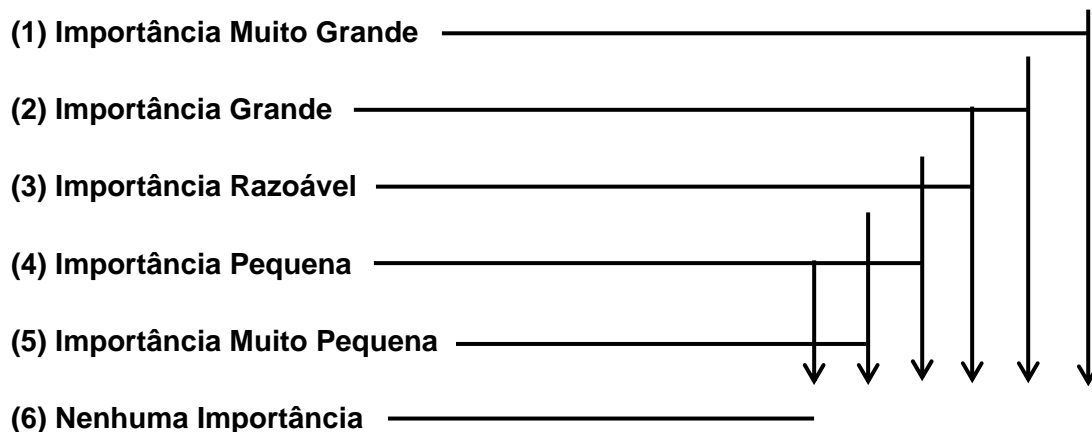 (1) Importância Muito Grande
(2) Importância Grande
(3) Importância Razoável
(4) Importância Pequena
(5) Importância Muito Pequena
(6) Nenhuma Importância